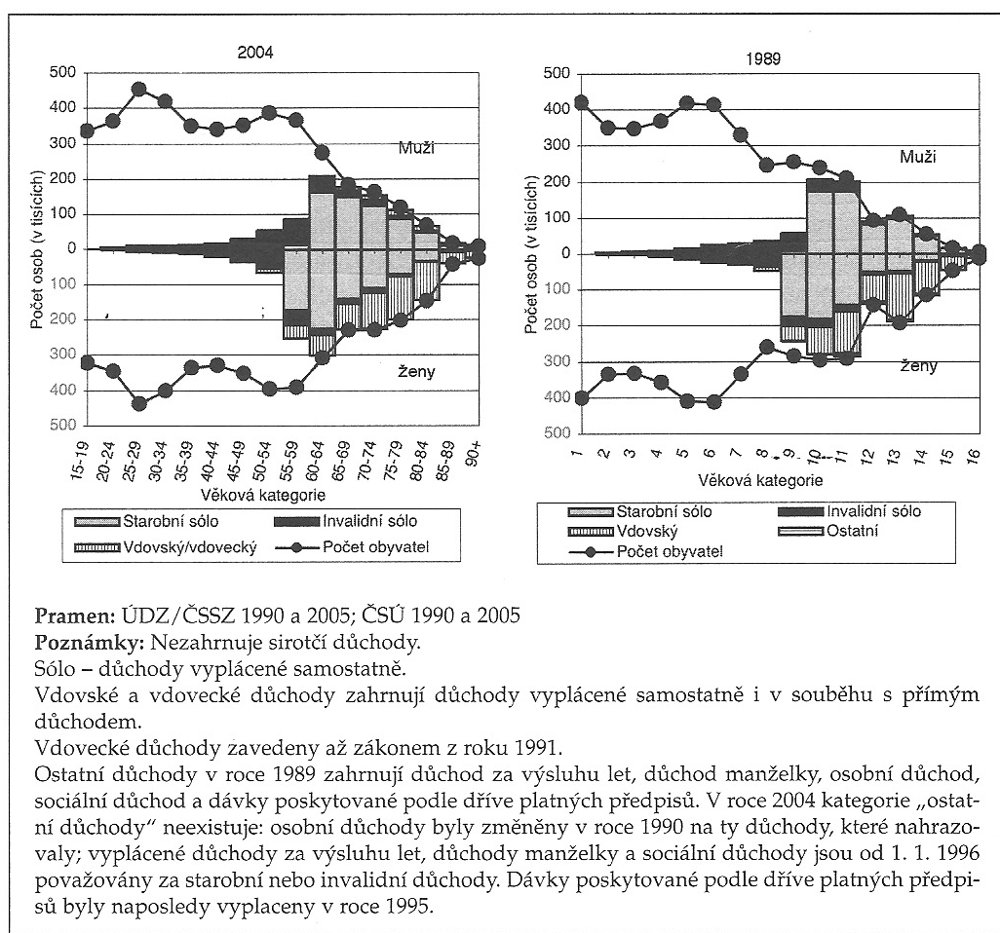 2004
500
400
300
200
100
0
100
200
300
400
500
Počet osob (v tisících)
Muži
ženy
15-19
20-24
25-29
30-34
35-39
40-44
45-49
50-54
55-59
60-64
65-69
70-74
75-79
80-84
85-89
90+
Věková kategorie
Starobní sólo
Invalidní sólo
Vdovský/vdovecký
Počet obyvatel
1989
500
400
300
200
100
0
100
200
300
400
500
Počet osob (v tisících)
Muži
ženy
1
2
3
4
5
6
7
8
9
10
11
12
13
14
15
16
Věková kategorie
Starobní sólo
Invalidní sólo
Vdovský
Ostatní
Počet obyvatel
Pramen: ÚDZ/ČSSZ 1990 a 2005; ČSÚ 1990 a 2005
Poznámky: Nezahrnuje sirotčí důchody.
Sólo – důchody vyplácené samostatně.
Vdovské a vdovecké důchody zahrnují důchody vyplácené samostatně i v souběhu s přímým
důchodem.
Vdovecké důchody zavedeny až zákonem z roku 1991.
Ostatní důchody v roce 1989 zahrnují důchod za výsluhu let, důchod manželky, osobní důchod,
sociální důchod a dávky poskytované podle dříve platných předpisů. V roce 2004 kategorie „ostat-
ní důchody“ neexistuje: osobní důchody byly změněny v roce 1990 na ty důchody, které nahrazo-
valy; vyplácené důchody za výsluhu let, důchody manželky a sociální důchody jsou od 1. 1. 1996
považovány za starobní nebo invalidní důchody. Dávky poskytované podle dříve platných předpi-
sů byly naposledy vyplaceny v roce 1995.